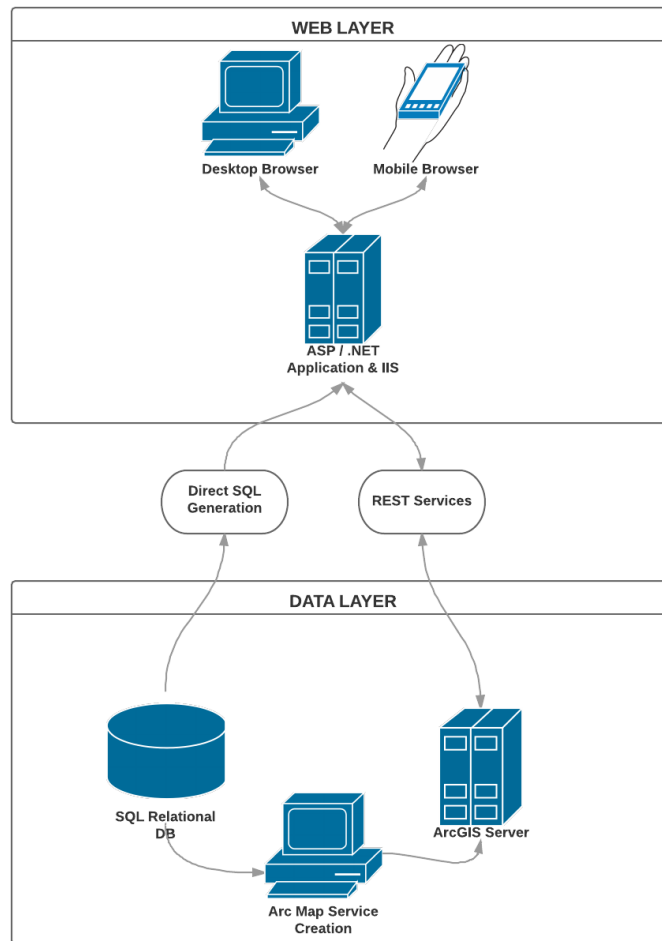 WEB LAYER
Desktop Browser
Mobile Browser
ASP / .NET
Application & IIS
Direct SQL
Generation
REST Services
DATA LAYER
SQL Relational
DB
ArcGIS Server
Arc Map Service
Creation